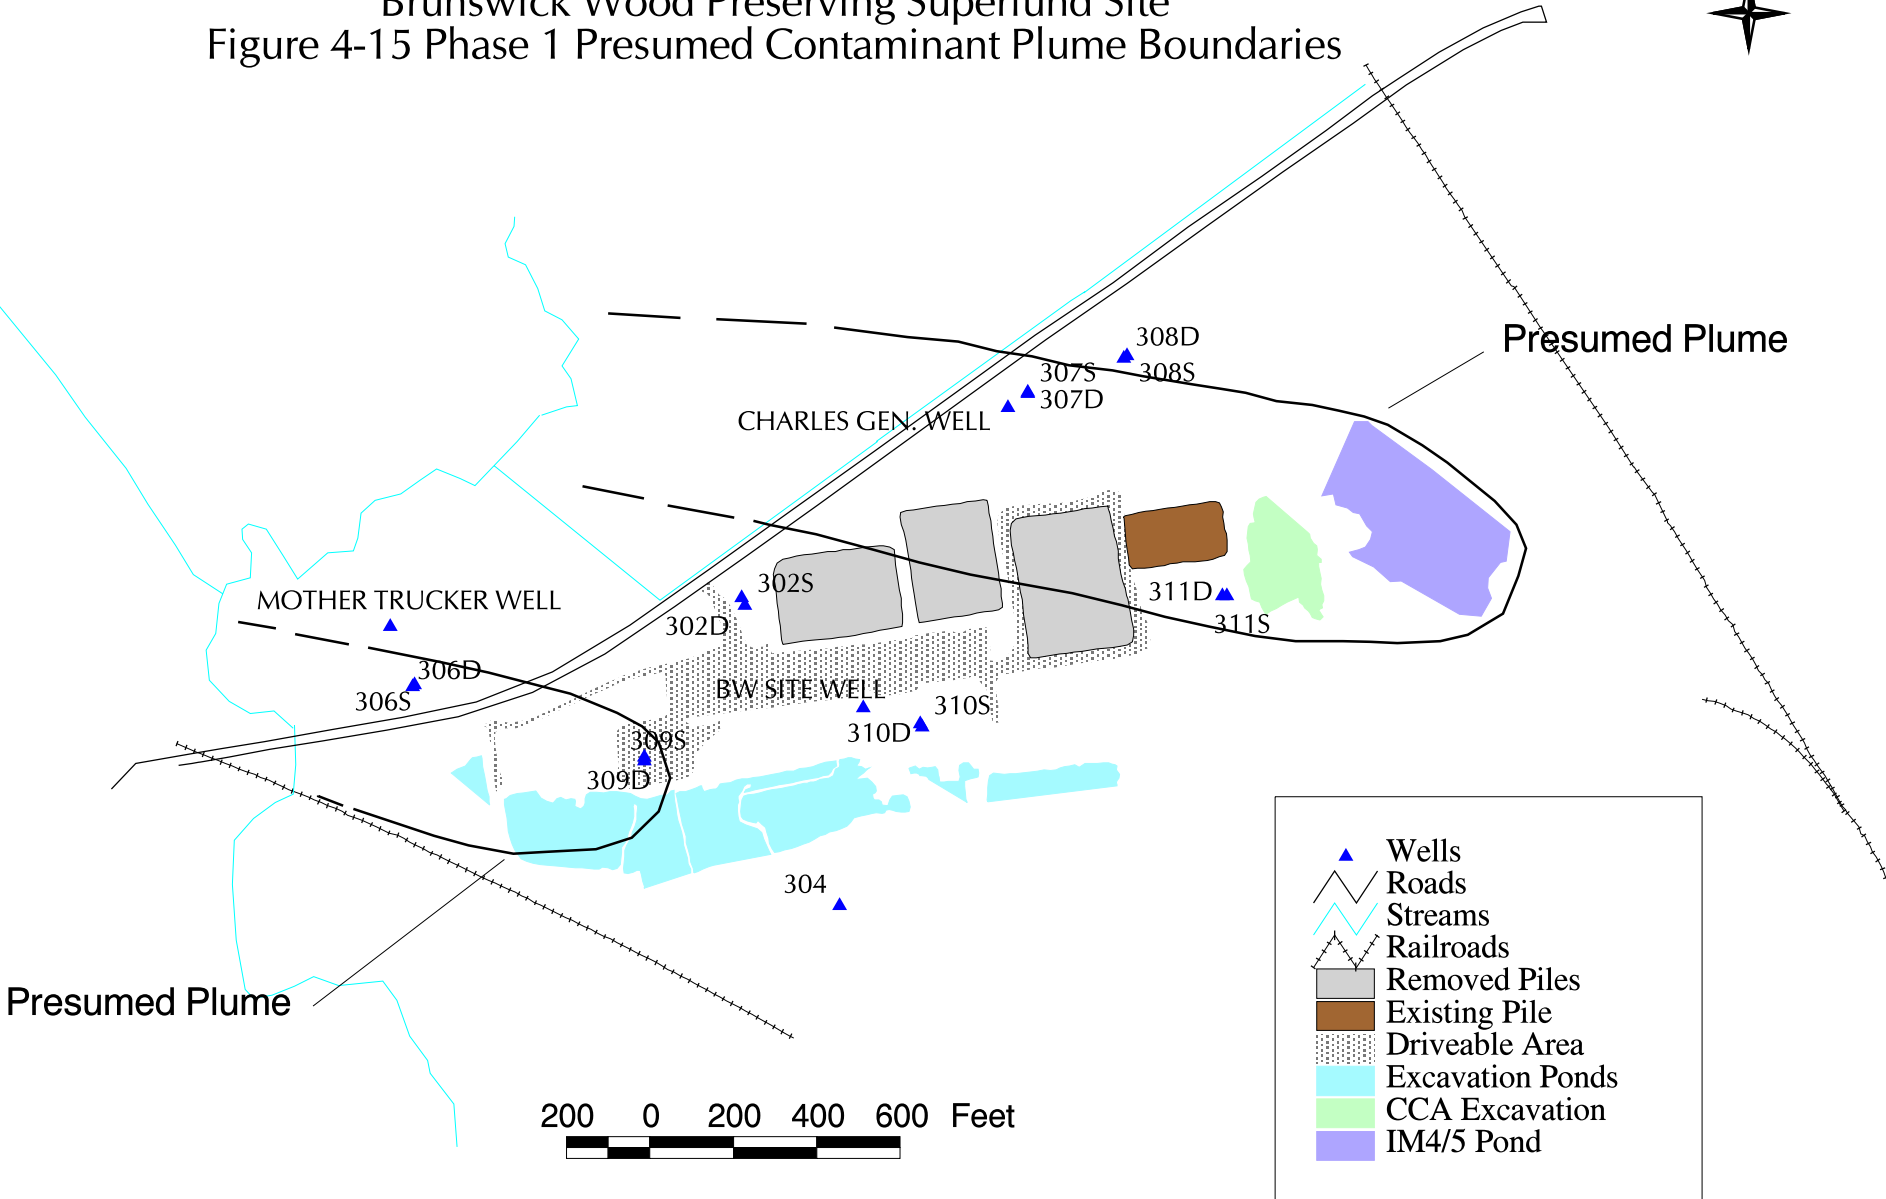 Brunswick Wood Preserving Superfund Site
Figure 4-15 Phase 1 Presumed Contaminant Plume Boundaries
308D
Presumed Plume
307S
308S
307D
CHARLES GEN. WELL
302S
311D
MOTHER TRUCKER WELL
302D
311S
306D
BW SITE WELL
306S
310S
310D
309S
309D
304
Presumed Plume
Wells
Roads
Streams
Railroads
Removed Piles
Existing Pile
Driveable Area
Excavation Ponds
CCA Excavation
IM4/5 Pond
200 0 200 400 600 Feet